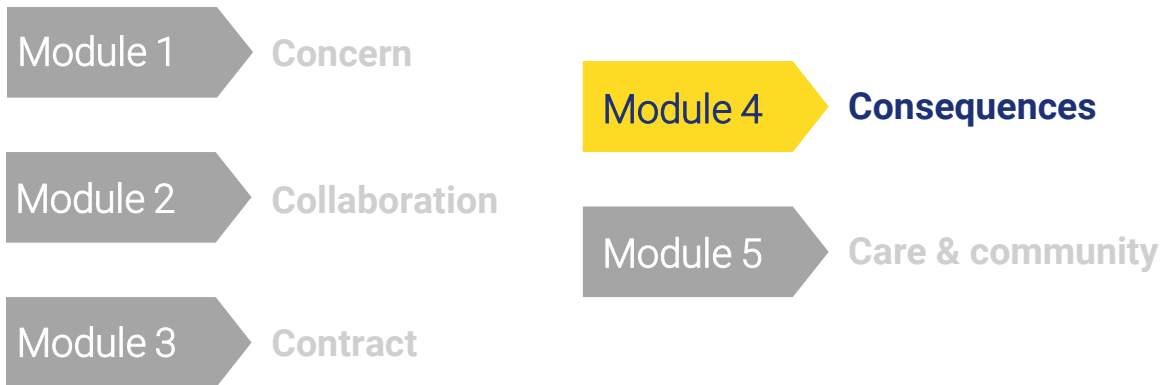 Module 1 Concern
Module 2 Collaboration
Module 3 Contract
Module 4 Consequences
Module 5 Care & community